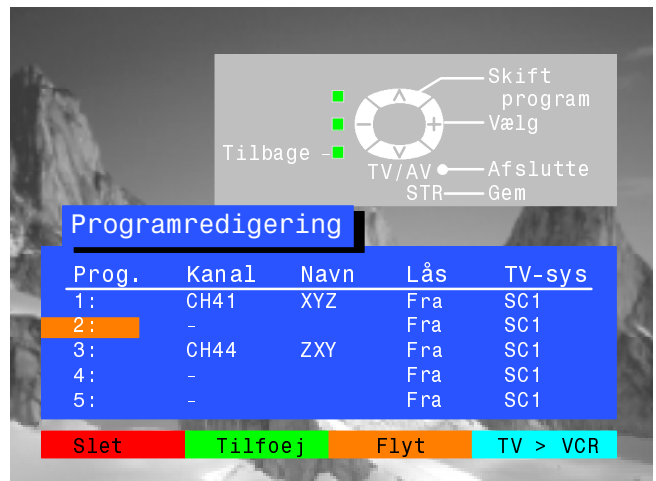 Skift
program
Vælg
Tilbage
TV/AV
Afslutte
STR
Gem
Programredigering
Prog. Kanal Navn Lås TV-sys
1: CH41 XYZ Fra SC1
2: - Fra SC1
3: CH44 ZXY Fra SC1
4: - Fra SC1
5: - Fra SC1
Slet Tilfoej Flyt TV > VCR